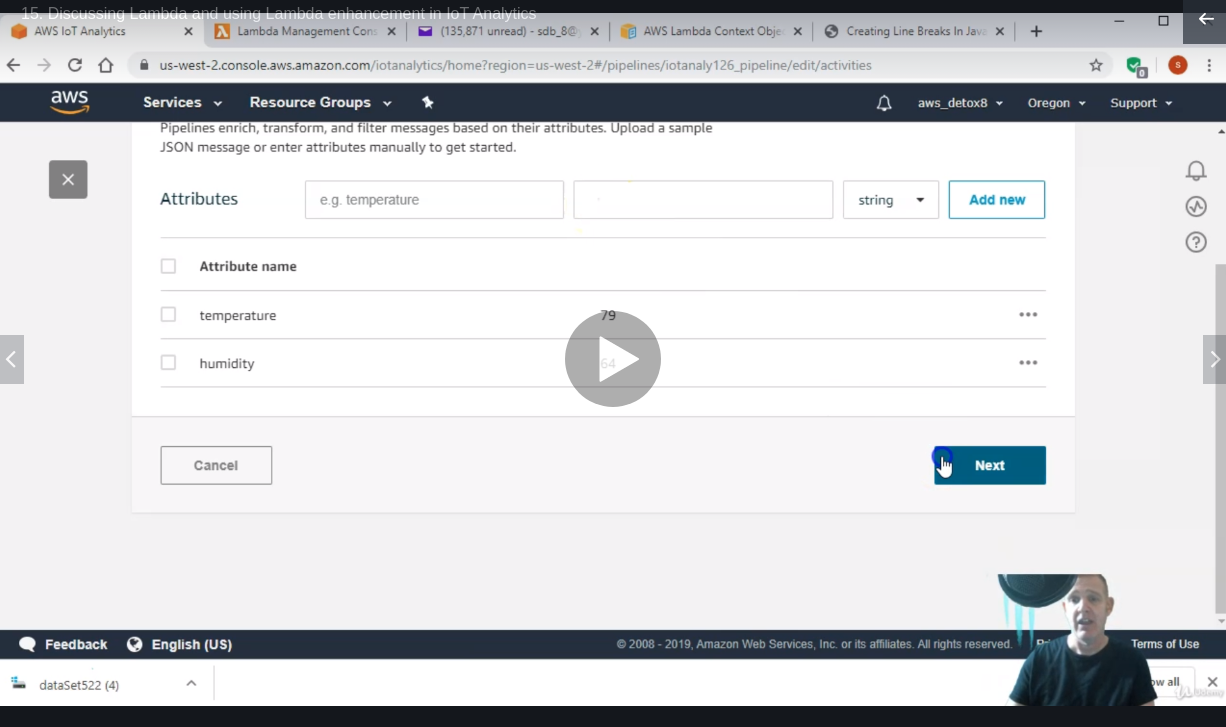 15. Discussing Lambda and using Lambda enhancement in IoT Analytics
AWS IoT Analytics
Lambda Management Cons
(135,871 unread) - sdb_8@
AWS Lambda Context Obje
Creating Line Breaks In Java
us-west-2.console.aws.amazon.com/iotanalytics/home?region=us-west-2#/pipelines/iotanaly126_pipeline/edit/activities
S
0
aws
Services
Resource Groups
aws_detox8
Oregon
Support
Pipelines enrich, transform, and filter messages based on their attributes. Upload a sample
JSON message or enter attributes manually to get started.
Attributes
e.g. temperature
string
Add new
Attribute name
temperature
79
humidity
64
Cancel
Next
Feedback
English (US)
© 2008 - 2019, Amazon Web Services, Inc. or its affiliates. All rights reserved.
Terms of Use
dataSet522 (4)
ow all
Udemy